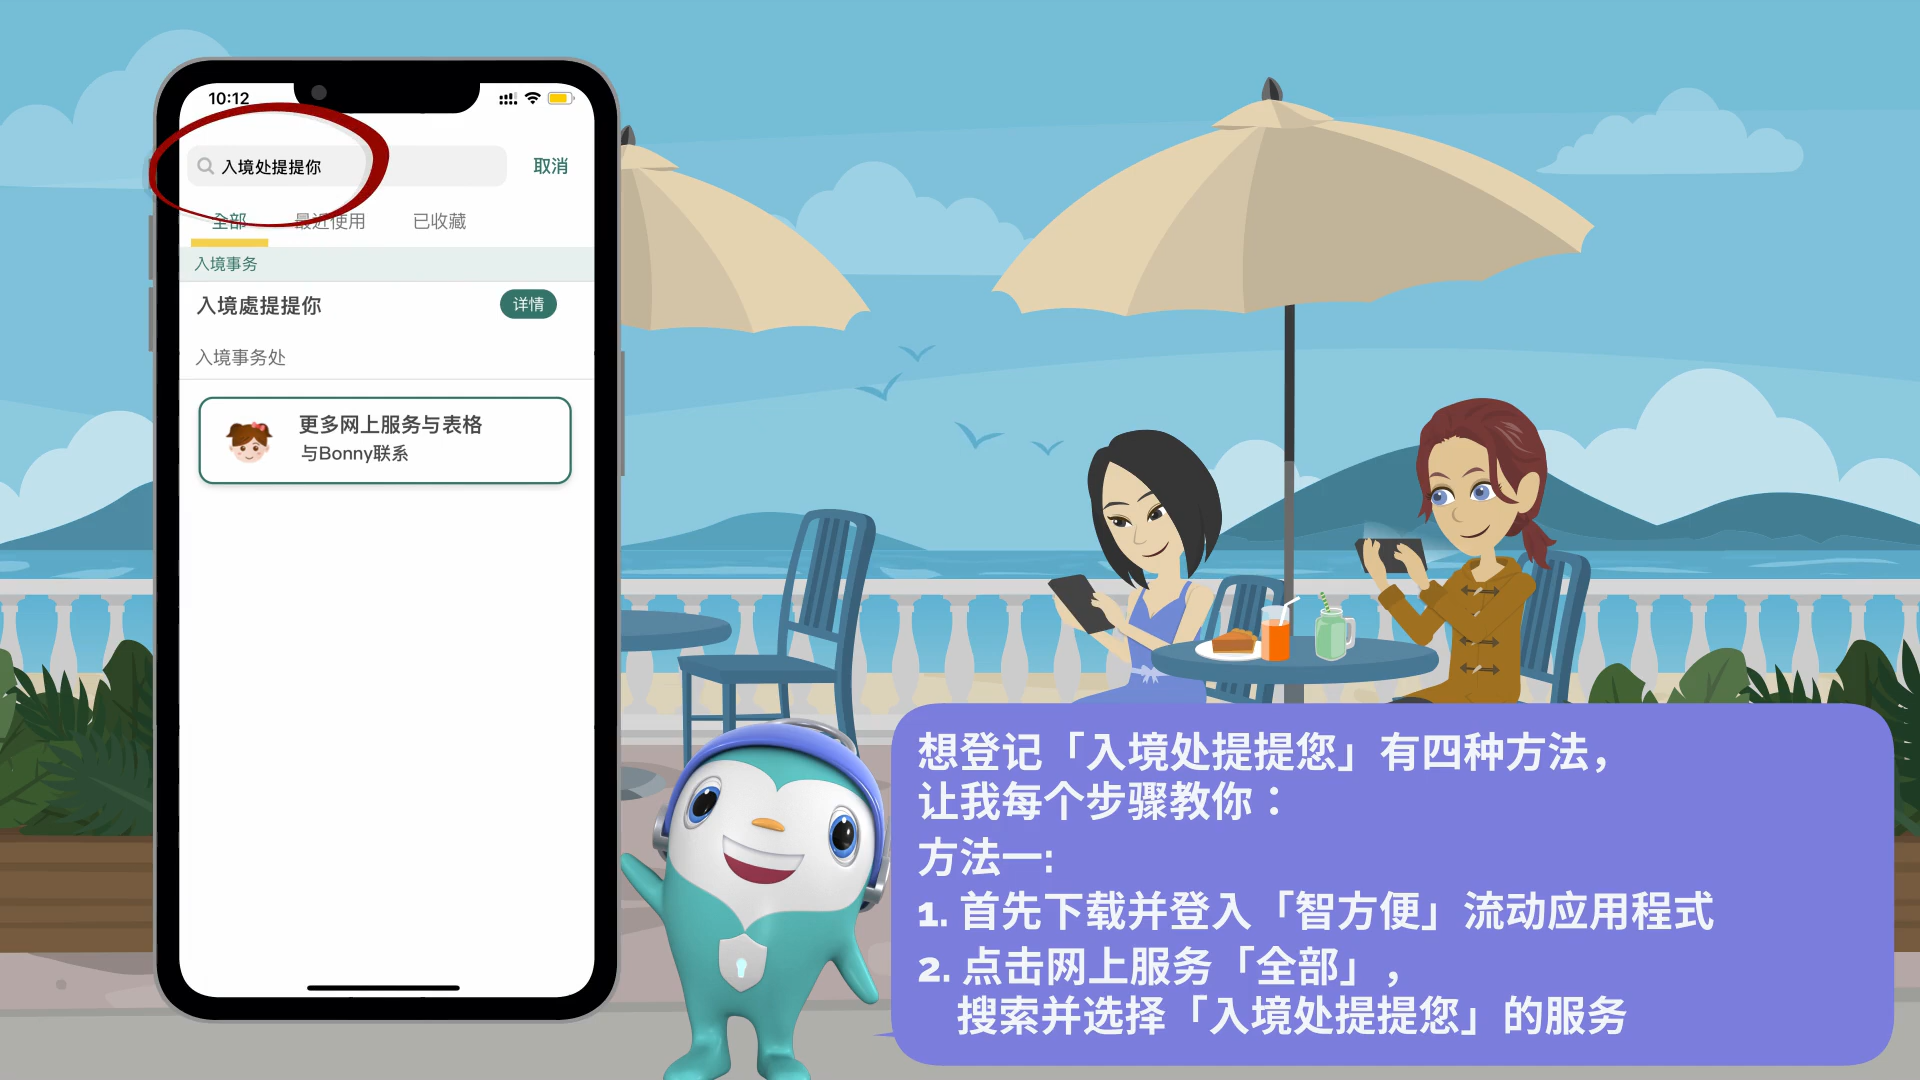 10:12
入境处提提你
取消
全部
最近使用
已收藏
入境事务
入境處提提你
详情
入境事务处
更多网上服务与表格
与Bonny联系
想登记「入境处提提您」有四种方法，
让我每个步骤教你：
方法一:
1. 首先下载并登入「智方便」流动应用程式
2. 点击网上服务「全部」，
搜索并选择「入境处提提您」的服务